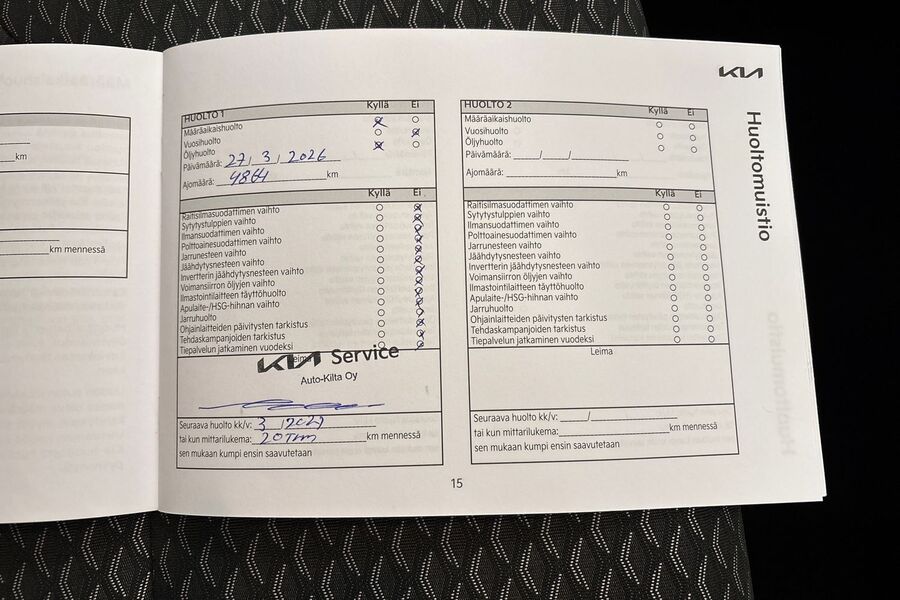 km
km mennessä
KIA
Huoltomuistio
HUOLTO 1 Kyllä Ei
Määräaikaishuolto
Vuosihuolto
Öljyhuolto
Päivämäärä: 27/3/2026
Ajomäärä: 9864 km
Kyllä Ei
Raitisilmasuodattimen vaihto
Sytytystulppien vaihto
Ilmansuodattimen vaihto
Polttoainesuodattimen vaihto
Jarrunesteen vaihto
Jäähdytysnesteen vaihto
Invertterin jäähdytysnesteen vaihto
Voimansiirron öljyjen vaihto
Ilmastointilaitteen täyttöhuolto
Apulaite-/HSG-hihnan vaihto
Jarruhuolto
Ohjainlaitteiden päivitysten tarkistus
Tehdaskampanjoiden tarkistus
Tiepalvelun jatkaminen vuodeksi
Leima
KIA Service
Auto-Kilta Oy
Seuraava huolto kk/v: 3/2027
tai kun mittarilukema: 20Tkm km mennessä
sen mukaan kumpi ensin saavutetaan
HUOLTO 2 Kyllä Ei
Määräaikaishuolto
Vuosihuolto
Öljyhuolto
Päivämäärä: / /
Ajomäärä: km
Kyllä Ei
Raitisilmasuodattimen vaihto
Sytytystulppien vaihto
Ilmansuodattimen vaihto
Polttoainesuodattimen vaihto
Jarrunesteen vaihto
Jäähdytysnesteen vaihto
Invertterin jäähdytysnesteen vaihto
Voimansiirron öljyjen vaihto
Ilmastointilaitteen täyttöhuolto
Apulaite-/HSG-hihnan vaihto
Jarruhuolto
Ohjainlaitteiden päivitysten tarkistus
Tehdaskampanjoiden tarkistus
Tiepalvelun jatkaminen vuodeksi
Leima
Seuraava huolto kk/v: /
tai kun mittarilukema: km mennessä
sen mukaan kumpi ensin saavutetaan
15